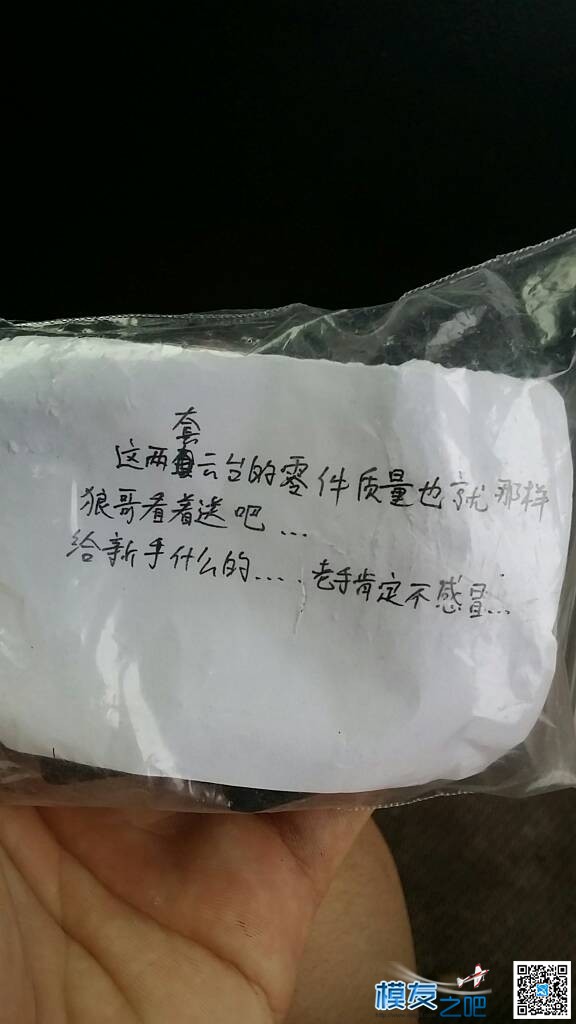 这两套云台的零件质量也就那样
狼哥看着送吧...
给新手什么的.... 老手肯定不感冒...
模友之吧